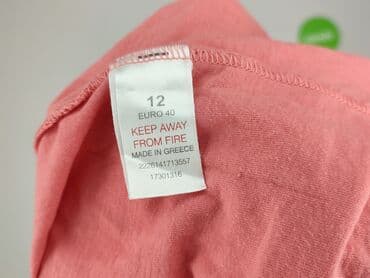 12
EURO 40
KEEP AWAY
FROM FIRE
MADE IN GREECE
2226141713557
17301316